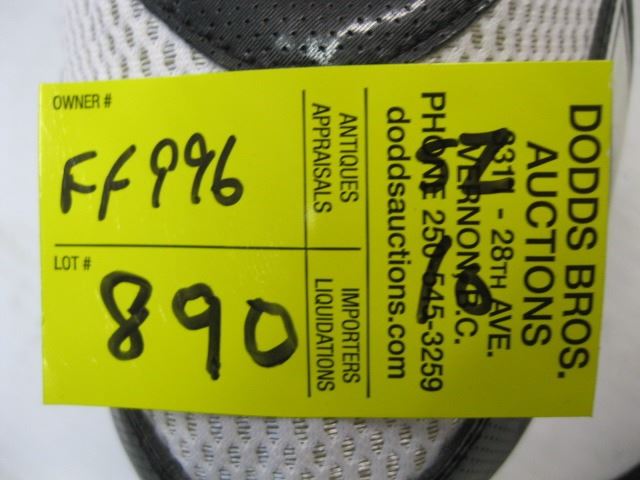 OWNER #
FF996
LOT #
890
ANTIQUES
APPRAISALS
IMPORTERS
LIQUIDATIONS
DODDS BROS.
AUCTIONS
- 28TH AVE.
VERNON, B.C.
PHONE 250-545-3259
doddsauctions.com